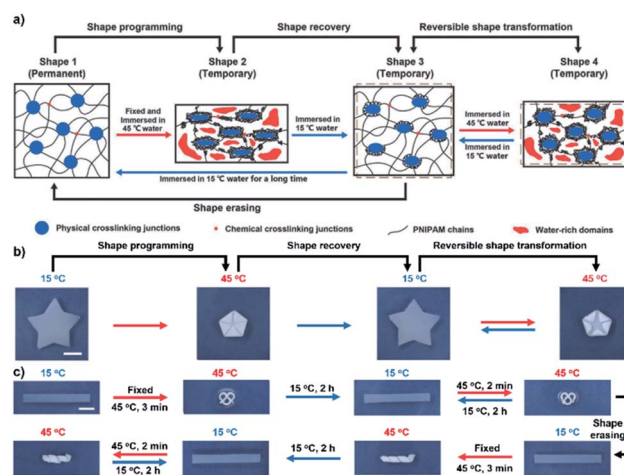 a)
Shape programming
Shape recovery
Reversible shape transformation
Shape 1
(Permanent)
Shape 2
(Temporary)
Shape 3
(Temporary)
Shape 4
(Temporary)
Fixed and
Immersed in
45 ℃ water
Immersed in
15 ℃ water
Immersed in
45 ℃ water
Immersed in
15 ℃ water
Immersed in 15 ℃ water for a long time
Shape erasing
Physical crosslinking junctions
Chemical crosslinking junctions
PNIPAM chains
Water-rich domains
b)
Shape programming
Shape recovery
Reversible shape transformation
15 °C
45 °C
15 °C
45 °C
c)
15 °C
Fixed
45 °C, 3 min
45 °C
15 °C, 2 h
15 °C
45 °C, 2 min
15 °C, 2 h
45 °C
Shape
erasing
45 °C
45 °C, 2 min
15 °C, 2 h
15 °C
15 °C, 2 h
45 °C
Fixed
45 °C, 3 min
15 °C